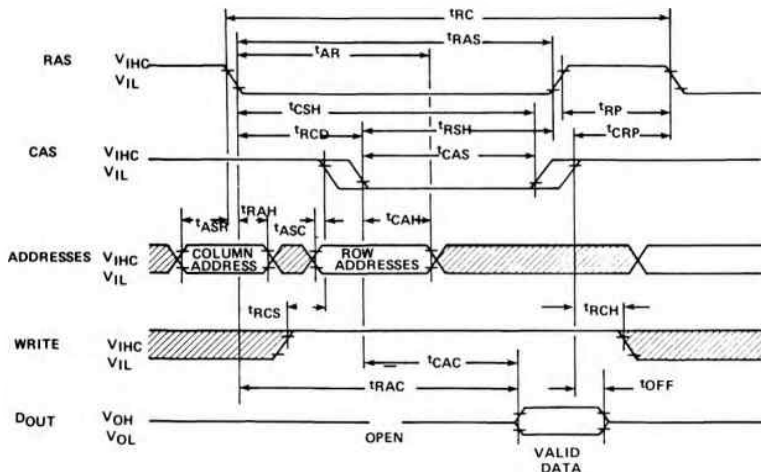 tRC
tRAS
tAR
RAS VIHC
VIL
tRP
tCSH
tRCD tRSH tCRP
CAS VIHC
VIL
tCAS
tASR tRAH tASC tCAH
ADDRESSES VIHC
VIL
COLUMN ADDRESS
ROW ADDRESSES
tRCS tRCH
WRITE VIHC
VIL
tCAC
tRAC tOFF
DOUT VOH
VOL
OPEN
VALID
DATA